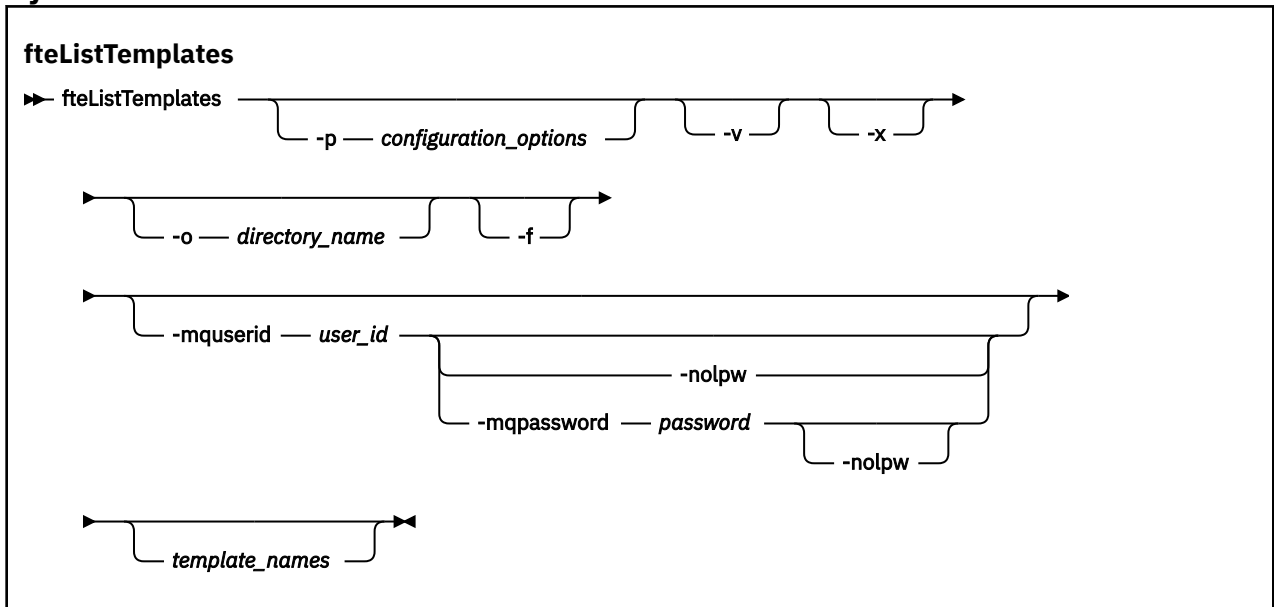 fteListTemplates
fteListTemplates
-p configuration_options -v -x
-o directory_name -f
-mquserid user_id
-nolpw
-mqpassword password
-nolpw
template_names